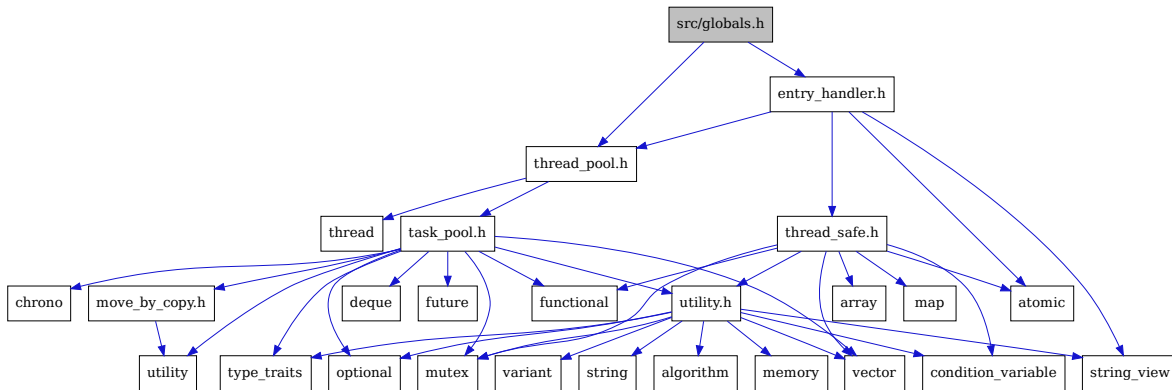 src/globals.h
entry_handler.h
thread_pool.h
thread
task_pool.h
thread_safe.h
chrono
move_by_copy.h
deque
future
functional
utility.h
array
map
atomic
utility
type_traits
optional
mutex
variant
string
algorithm
memory
vector
condition_variable
string_view